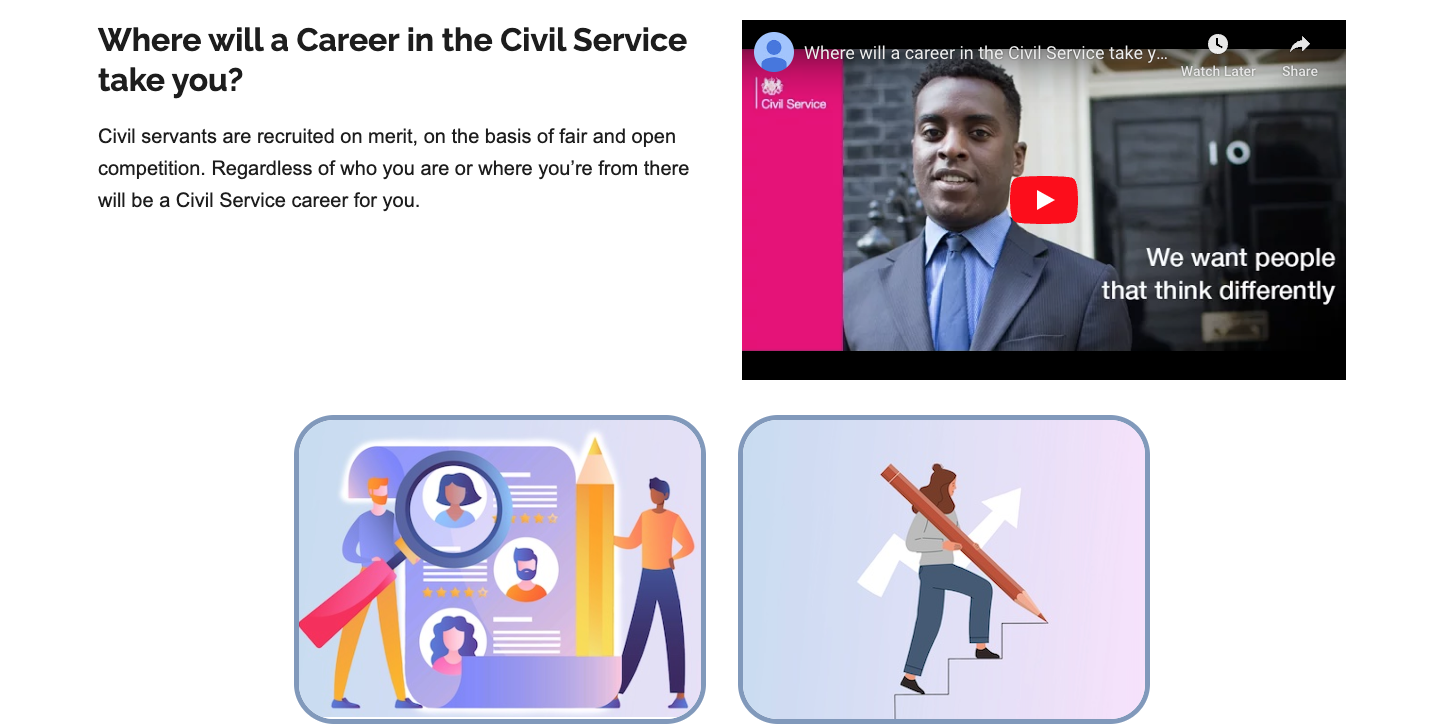 Where will a Career in the Civil Service
take you?
Civil servants are recruited on merit, on the basis of fair and open
competition. Regardless of who you are or where you’re from there
will be a Civil Service career for you.
Where will a career in the Civil Service take y...
Watch Later
Share
Civil Service
10
We want people
that think differently